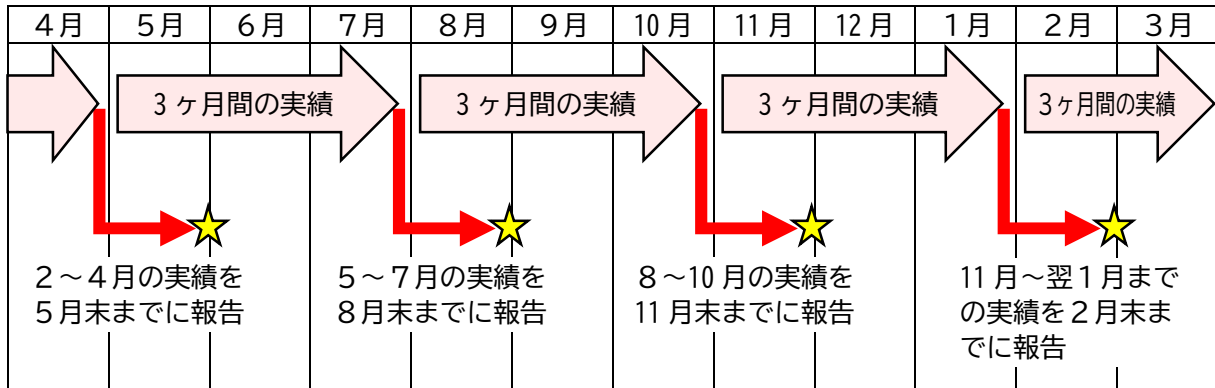 4月 5月 6月 7月 8月 9月 10月 11月 12月 1月 2月 3月
3ヶ月間の実績 3ヶ月間の実績 3ヶ月間の実績 3ヶ月間の実績
2～4月の実績を
5月末までに報告
5～7月の実績を
8月末までに報告
8～10月の実績を
11月末までに報告
11月～翌1月まで
の実績を2月末ま
でに報告